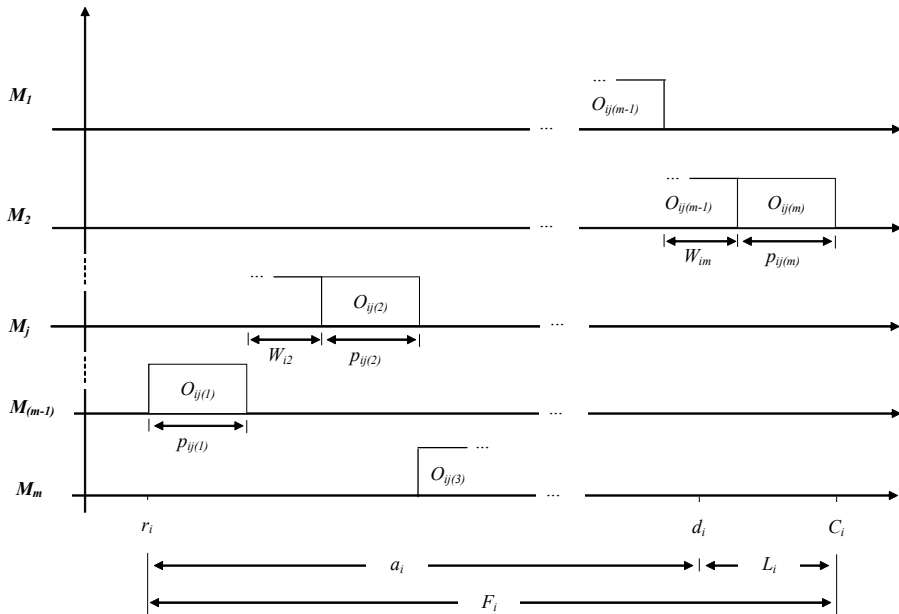 ...
M1
Oij(m-1)
...
...
M2
Oij(m-1)
Oij(m)
...
Wim
pij(m)
...
Mj
Oij(2)
...
Wi2
pij(2)
Oij(1)
M(m-1)
...
pij(1)
...
Mm
Oij(3)
...
ri
di
Ci
ai
Li
Fi